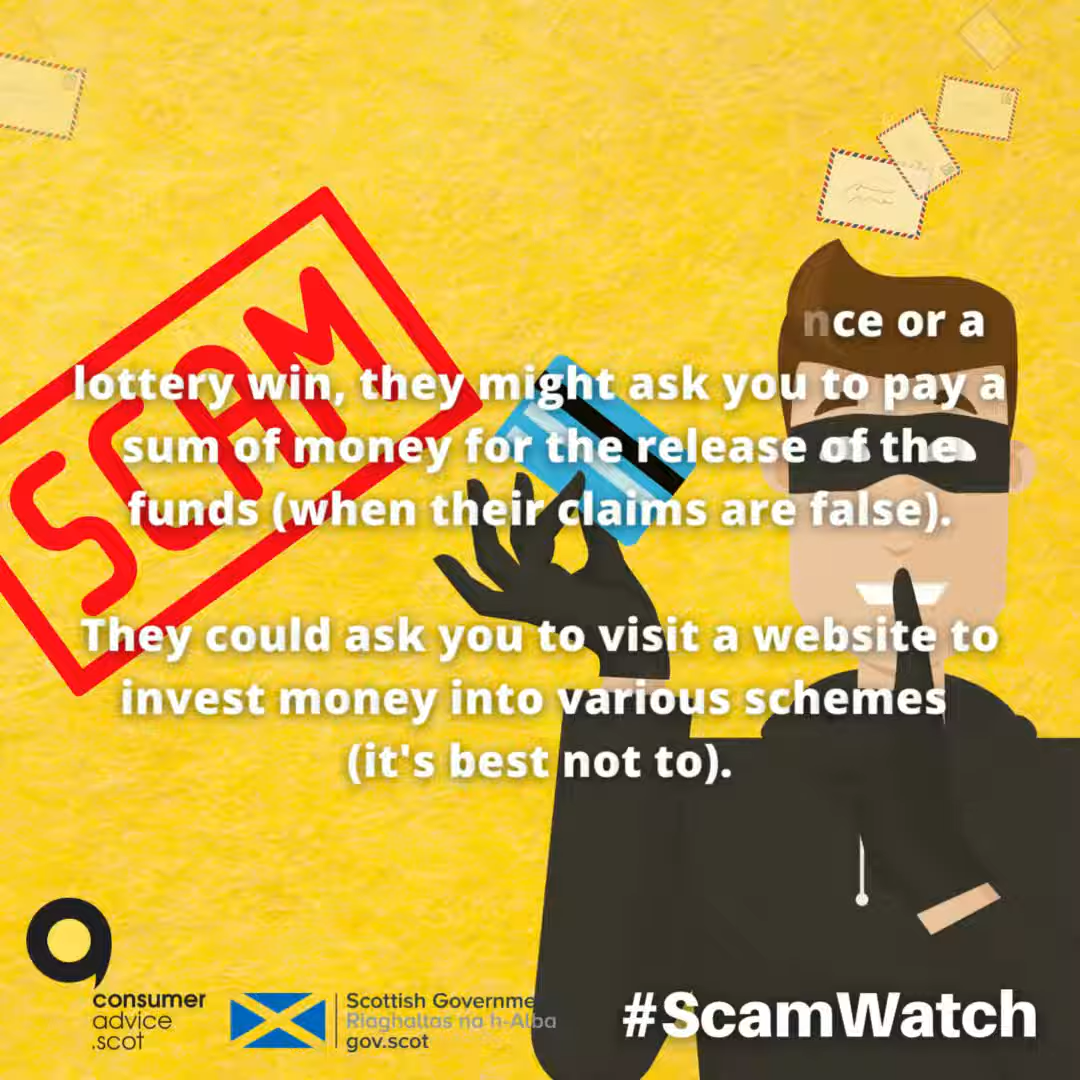 SCAM
nce or a
lottery win, they might ask you to pay a
sum of money for the release of the
funds (when their claims are false).
They could ask you to visit a website to
invest money into various schemes
(it's best not to).
consumer
advice
.scot
Scottish Governme
Riaghaltas na h-Alba
gov.scot
#ScamWatch